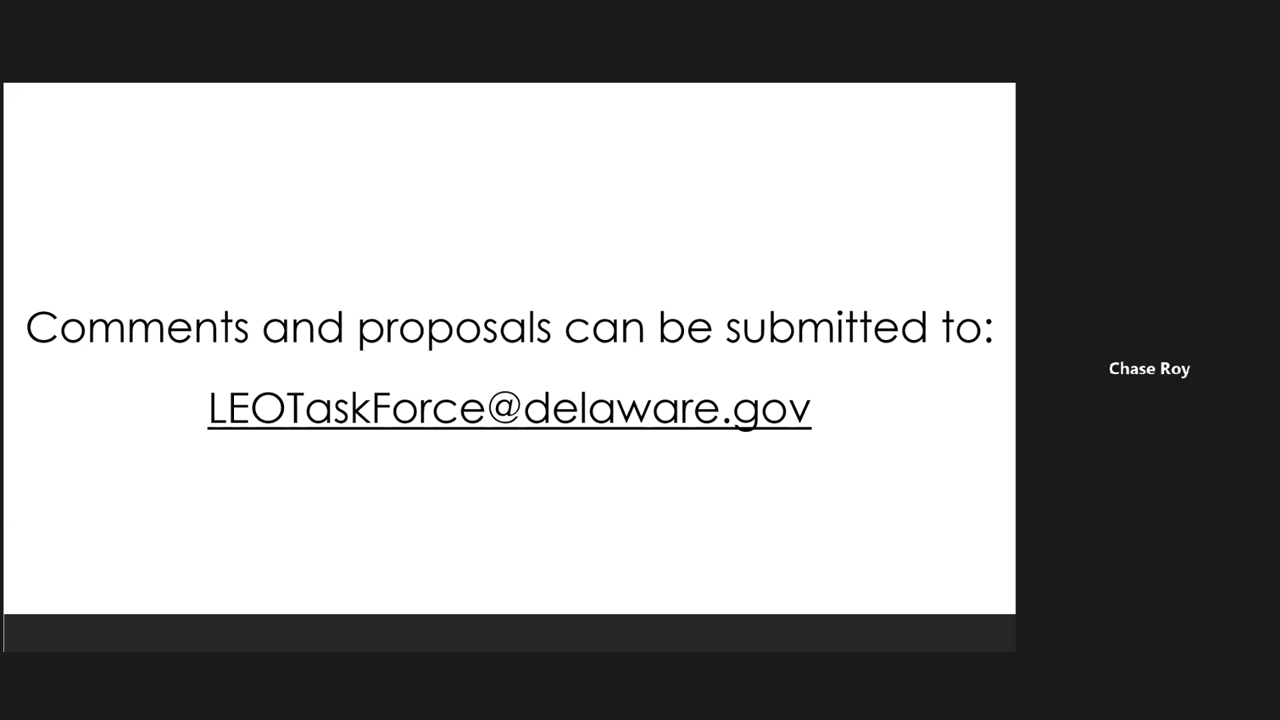 Comments and proposals can be submitted to:
LEOTaskForce@delaware.gov
Chase Roy